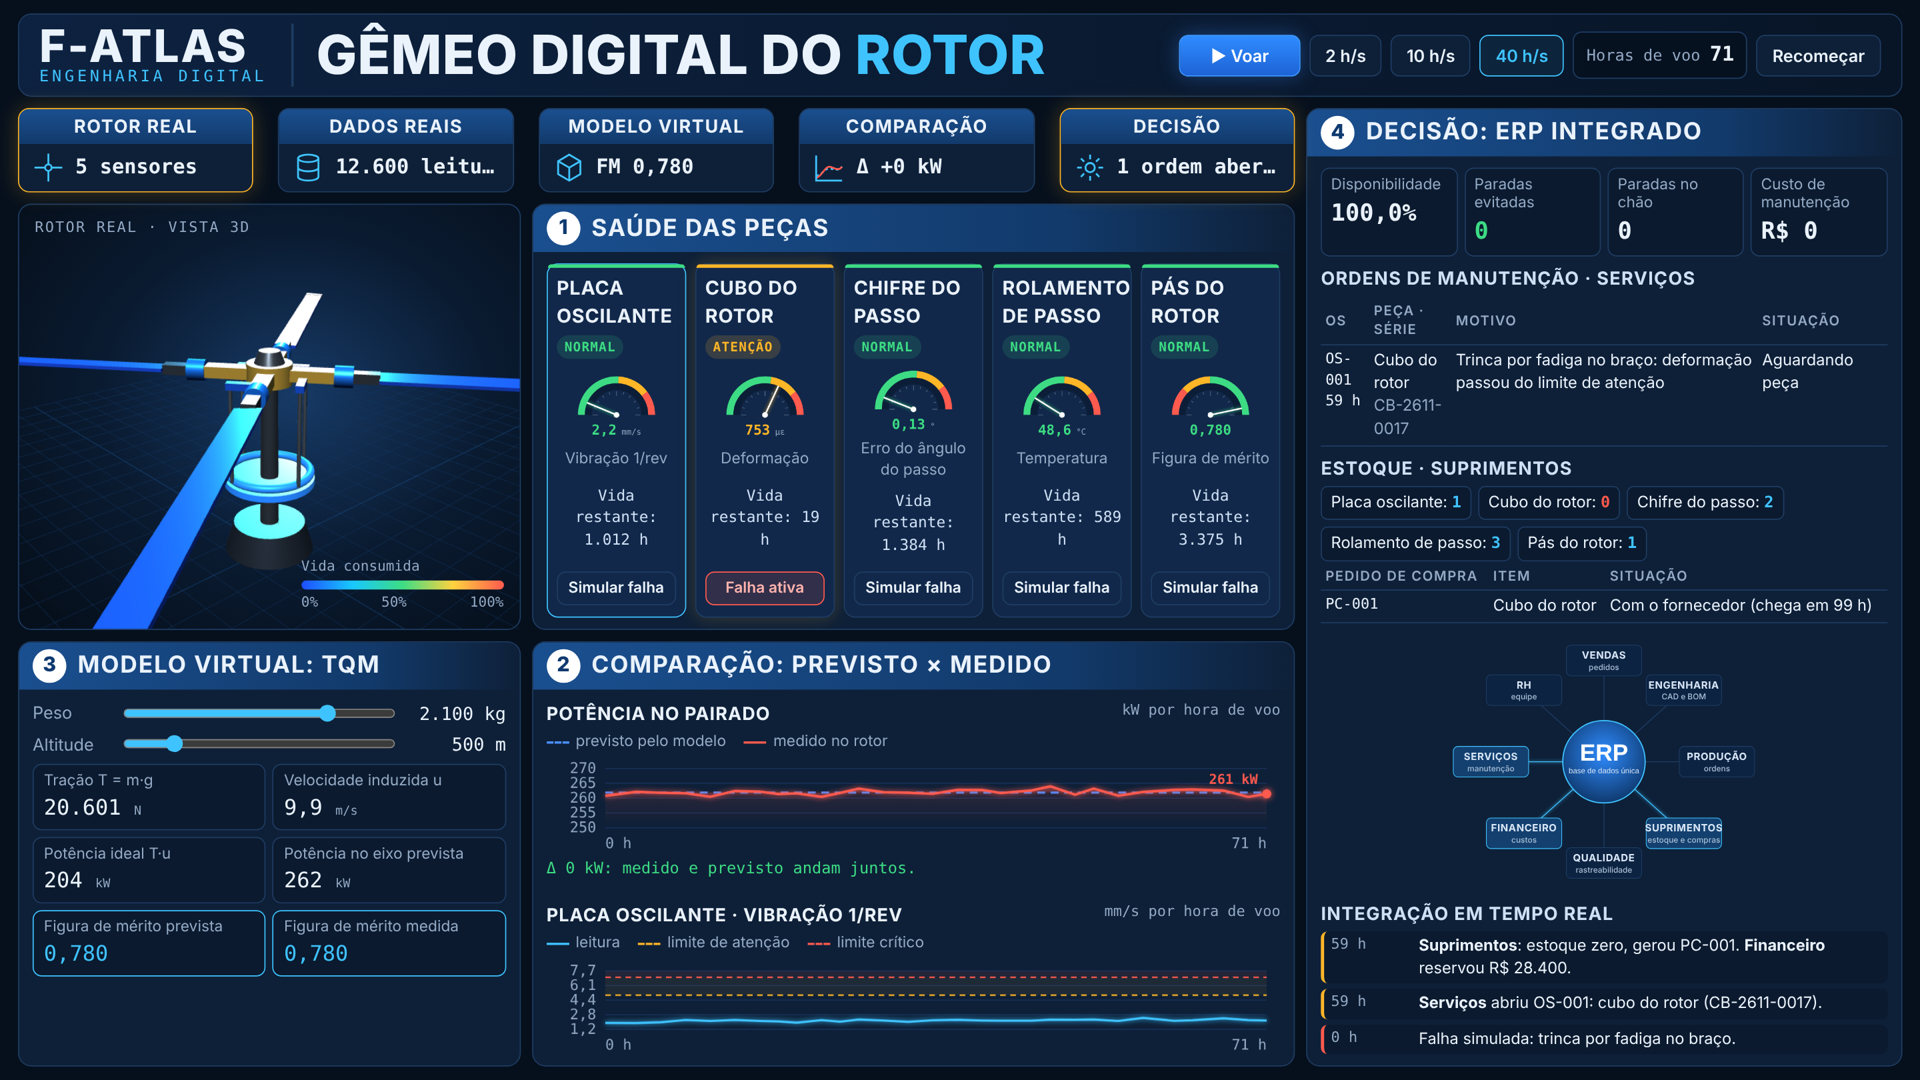 F-ATLAS
ENGENHARIA DIGITAL
GÊMEO DIGITAL DO ROTOR
▶ Voar
2 h/s
10 h/s
40 h/s
Horas de voo 71
Recomeçar
ROTOR REAL
5 sensores
DADOS REAIS
12.600 leitu…
MODELO VIRTUAL
FM 0,780
COMPARAÇÃO
Δ +0 kW
DECISÃO
1 ordem aber…
ROTOR REAL · VISTA 3D
Vida consumida
0% 50% 100%
1 SAÚDE DAS PEÇAS
PLACA
OSCILANTE
NORMAL
2,2 mm/s
Vibração 1/rev
Vida
restante:
1.012 h
Simular falha
CUBO DO
ROTOR
ATENÇÃO
753 µε
Deformação
Vida
restante: 19
h
Falha ativa
CHIFRE DO
PASSO
NORMAL
0,13 °
Erro do ângulo
do passo
Vida
restante:
1.384 h
Simular falha
ROLAMENTO
DE PASSO
NORMAL
48,6 °C
Temperatura
Vida
restante: 589
h
Simular falha
PÁS DO
ROTOR
NORMAL
0,780
Figura de mérito
Vida
restante:
3.375 h
Simular falha
3 MODELO VIRTUAL: TQM
Peso 2.100 kg
Altitude 500 m
Tração T = m·g
20.601 N
Velocidade induzida u
9,9 m/s
Potência ideal T·u
204 kW
Potência no eixo prevista
262 kW
Figura de mérito prevista
0,780
Figura de mérito medida
0,780
2 COMPARAÇÃO: PREVISTO × MEDIDO
POTÊNCIA NO PAIRADO
kW por hora de voo
previsto pelo modelo medido no rotor
270
265
260
255
250
261 kW
0 h 71 h
Δ 0 kW: medido e previsto andam juntos.
PLACA OSCILANTE · VIBRAÇÃO 1/REV
mm/s por hora de voo
leitura limite de atenção limite crítico
7,7
6,1
4,4
2,8
1,2
0 h 71 h
4 DECISÃO: ERP INTEGRADO
Disponibilidade
100,0%
Paradas
evitadas
0
Paradas no
chão
0
Custo de
manutenção
R$ 0
ORDENS DE MANUTENÇÃO · SERVIÇOS
OS
PEÇA ·
SÉRIE
MOTIVO
SITUAÇÃO
OS-
001
59 h
Cubo do
rotor
CB-2611-
0017
Trinca por fadiga no braço: deformação
passou do limite de atenção
Aguardando
peça
ESTOQUE · SUPRIMENTOS
Placa oscilante: 1
Cubo do rotor: 0
Chifre do passo: 2
Rolamento de passo: 3
Pás do rotor: 1
PEDIDO DE COMPRA ITEM SITUAÇÃO
PC-001 Cubo do rotor Com o fornecedor (chega em 99 h)
VENDAS
pedidos
RH
equipe
ENGENHARIA
CAD e BOM
SERVIÇOS
manutenção
ERP
base de dados única
PRODUÇÃO
ordens
FINANCEIRO
custos
SUPRIMENTOS
estoque e compras
QUALIDADE
rastreabilidade
INTEGRAÇÃO EM TEMPO REAL
59 h Suprimentos: estoque zero, gerou PC-001. Financeiro
reservou R$ 28.400.
59 h Serviços abriu OS-001: cubo do rotor (CB-2611-0017).
0 h Falha simulada: trinca por fadiga no braço.